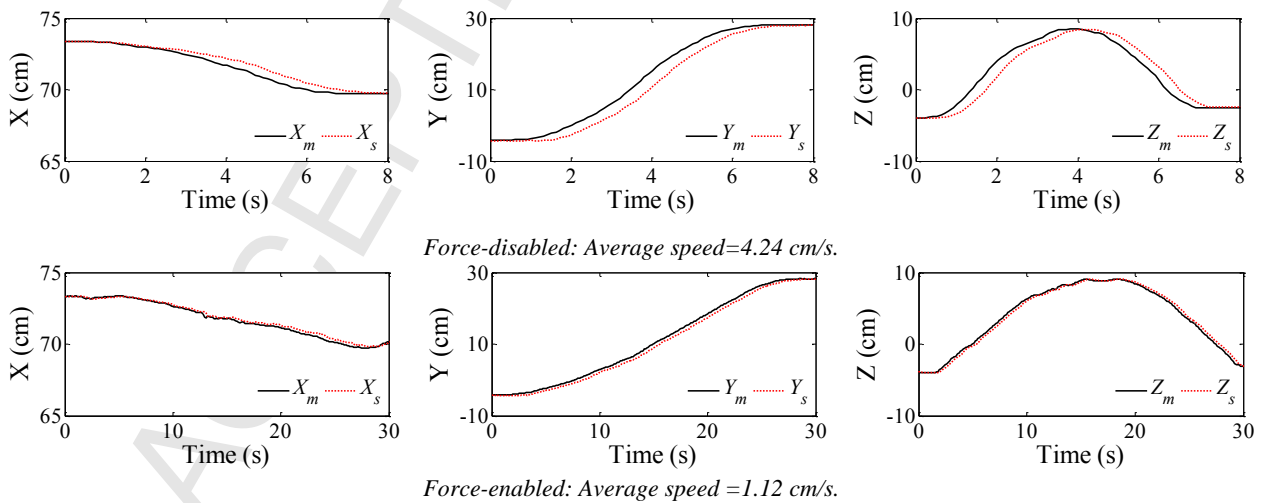 75
70
65
X (cm)
X_m X_s
0 2 4 6 8
Time (s)
30
10
-10
Y (cm)
Y_m Y_s
0 2 4 6 8
Time (s)
10
0
-10
Z (cm)
Z_m Z_s
0 2 4 6 8
Time (s)
Force-disabled: Average speed=4.24 cm/s.
75
70
65
X (cm)
X_m X_s
0 10 20 30
Time (s)
30
10
-10
Y (cm)
Y_m Y_s
0 10 20 30
Time (s)
10
0
-10
Z (cm)
Z_m Z_s
0 10 20 30
Time (s)
Force-enabled: Average speed =1.12 cm/s.